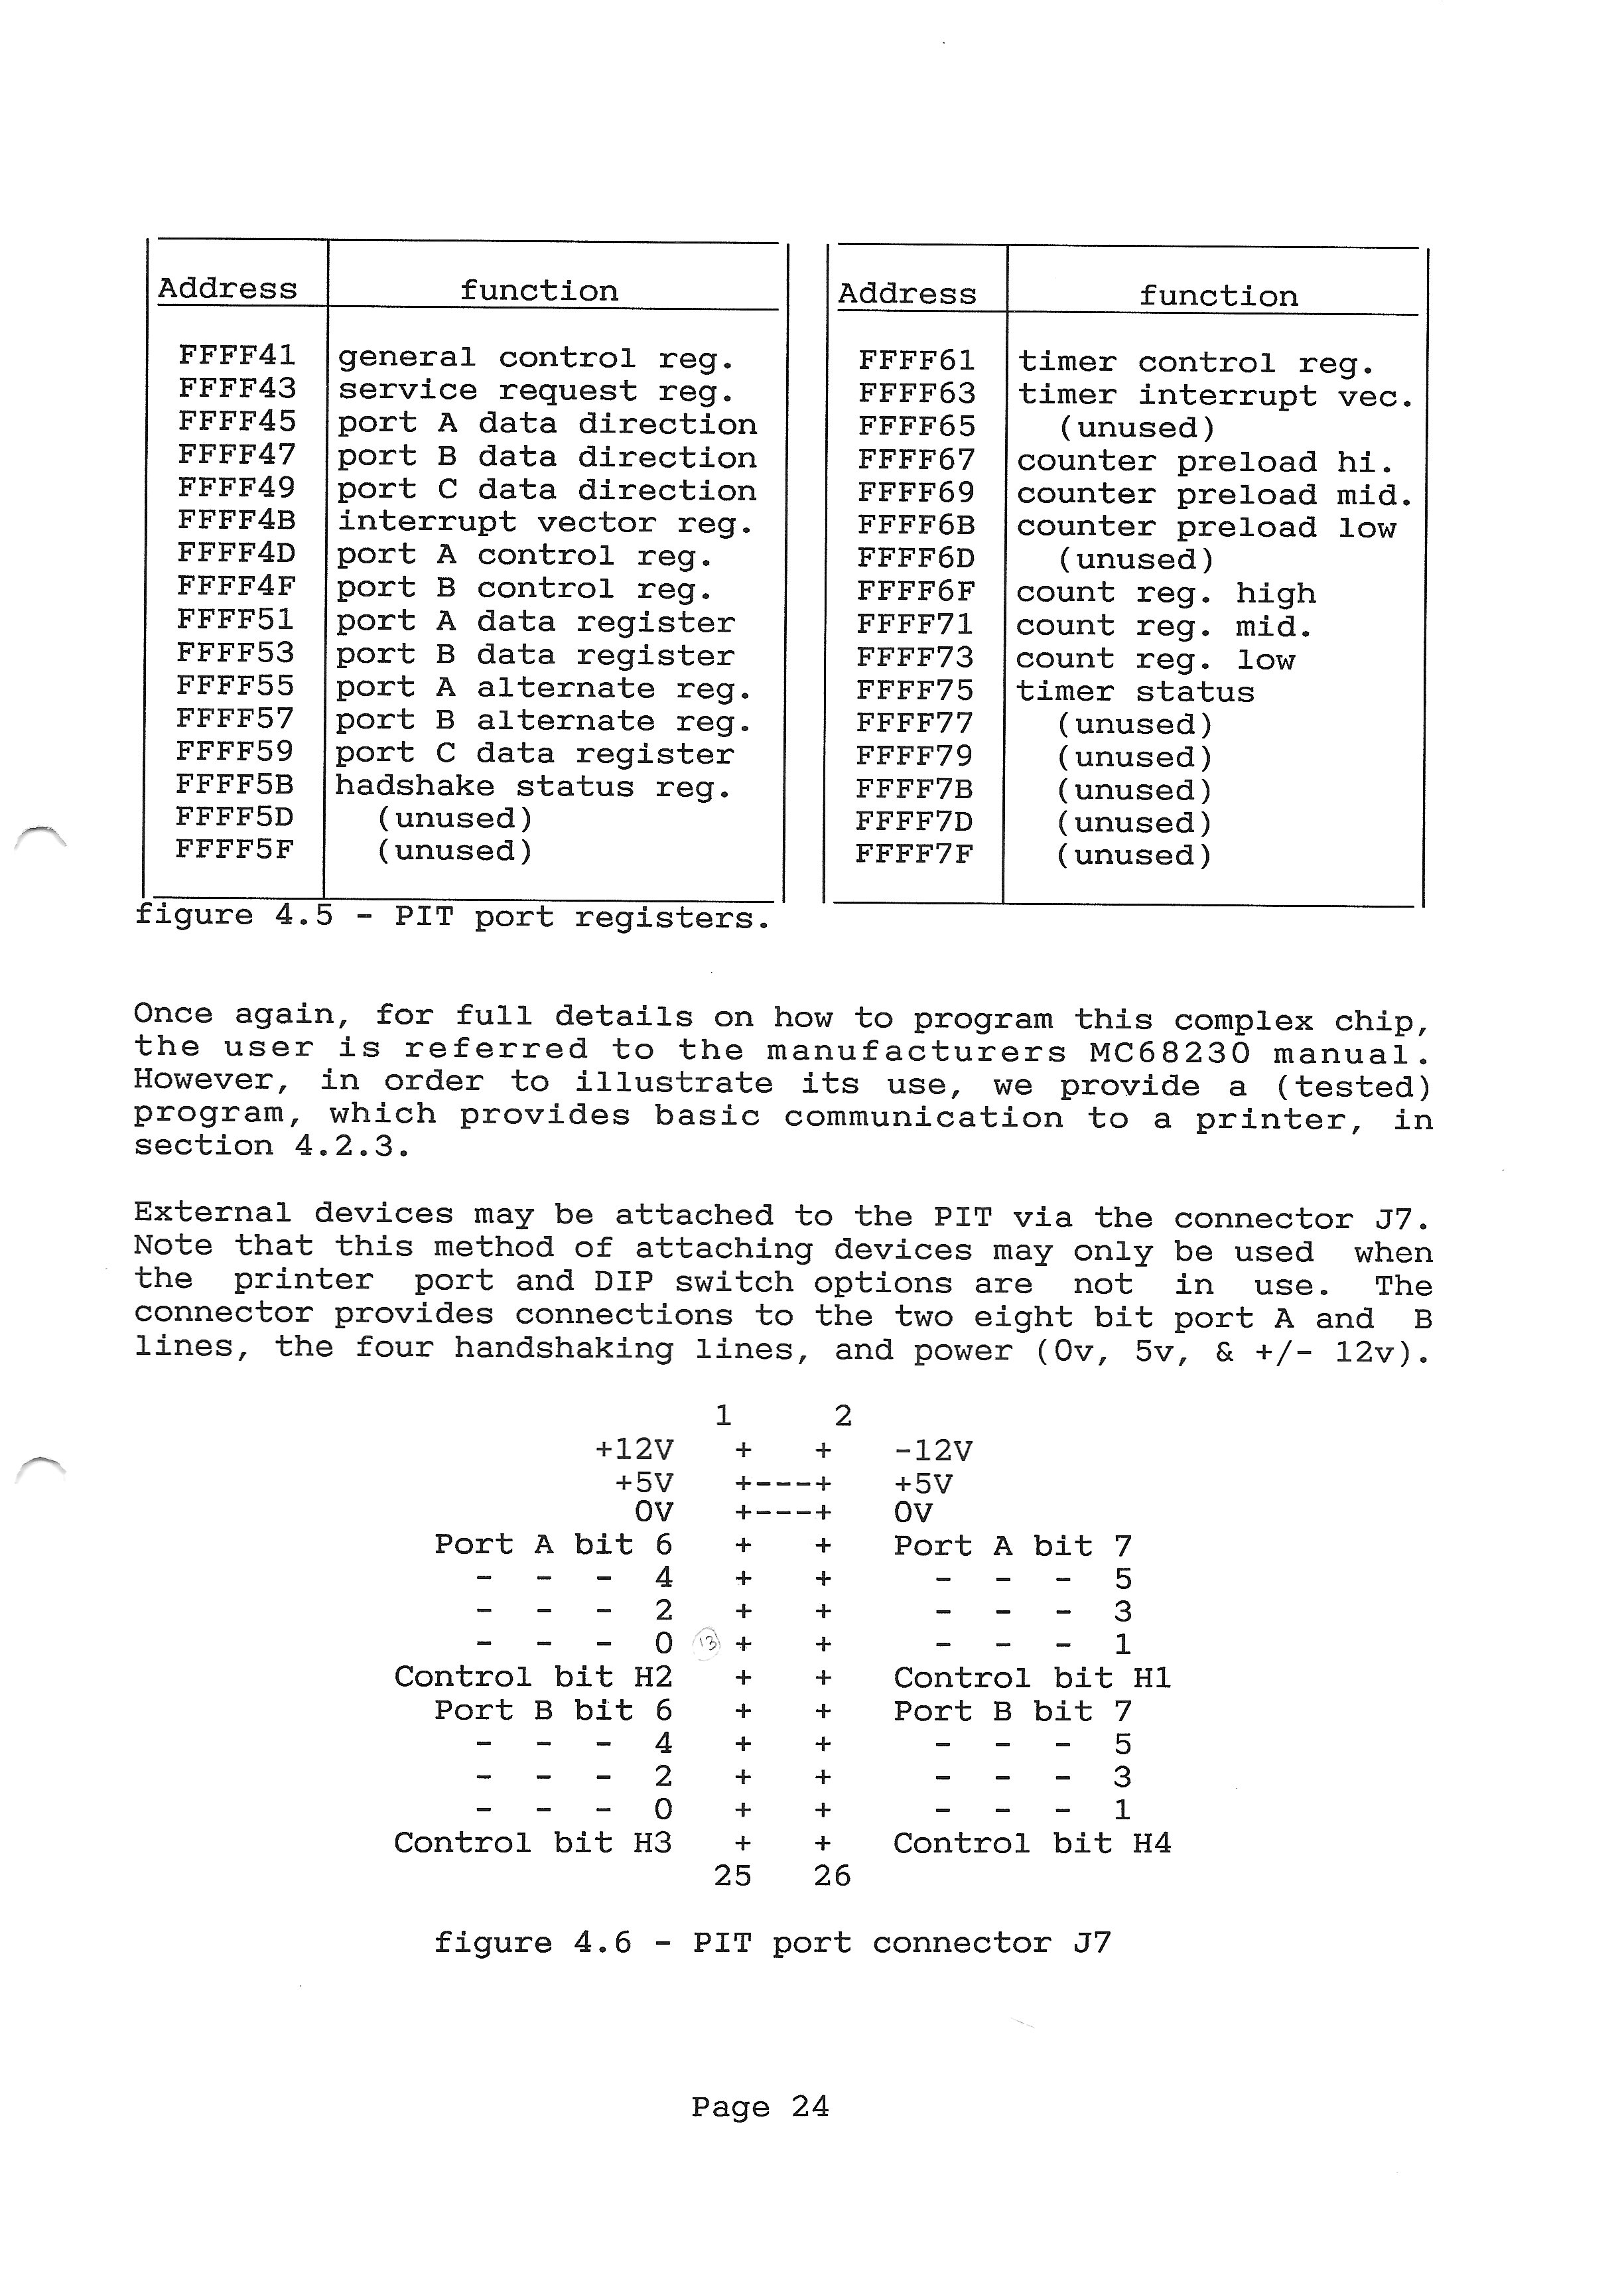 Address function
FFFF41 general control reg.
FFFF43 service request reg.
FFFF45 port A data direction
FFFF47 port B data direction
FFFF49 port C data direction
FFFF4B interrupt vector reg.
FFFF4D port A control reg.
FFFF4F port B control reg.
FFFF51 port A data register
FFFF53 port B data register
FFFF55 port A alternate reg.
FFFF57 port B alternate reg.
FFFF59 port C data register
FFFF5B hadshake status reg.
FFFF5D (unused)
FFFF5F (unused)
Address function
FFFF61 timer control reg.
FFFF63 timer interrupt vec.
FFFF65 (unused)
FFFF67 counter preload hi.
FFFF69 counter preload mid.
FFFF6B counter preload low
FFFF6D (unused)
FFFF6F count reg. high
FFFF71 count reg. mid.
FFFF73 count reg. low
FFFF75 timer status
FFFF77 (unused)
FFFF79 (unused)
FFFF7B (unused)
FFFF7D (unused)
FFFF7F (unused)
figure 4.5 - PIT port registers.
Once again, for full details on how to program this complex chip,
the user is referred to the manufacturers MC68230 manual.
However, in order to illustrate its use, we provide a (tested)
program, which provides basic communication to a printer, in
section 4.2.3.
External devices may be attached to the PIT via the connector J7.
Note that this method of attaching devices may only be used when
the printer port and DIP switch options are not in use. The
connector provides connections to the two eight bit port A and B
lines, the four handshaking lines, and power (0v, 5v, & +/- 12v).
1 2
+12V + + -12V
+5V +---+ +5V
0V +---+ 0V
Port A bit 6 + + Port A bit 7
- - - 4 + + - - - 5
- - - 2 + + - - - 3
- - - 0 13 + + - - - 1
Control bit H2 + + Control bit H1
Port B bit 6 + + Port B bit 7
- - - 4 + + - - - 5
- - - 2 + + - - - 3
- - - 0 + + - - - 1
Control bit H3 + + Control bit H4
25 26
figure 4.6 - PIT port connector J7
Page 24